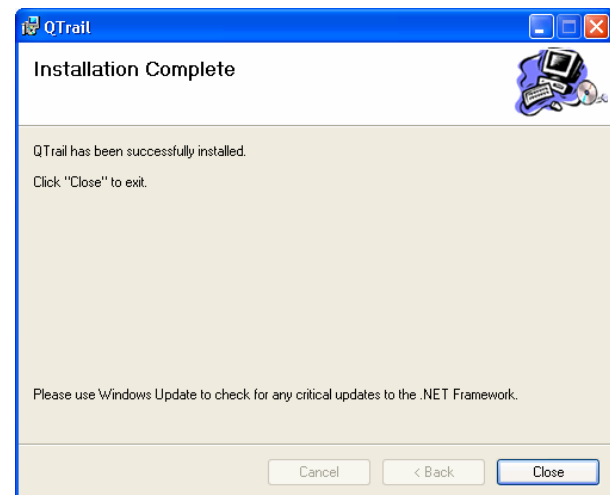 QTrail
Installation Complete
QTrail has been successfully installed.
Click "Close" to exit.
Please use Windows Update to check for any critical updates to the .NET Framework.
Cancel
< Back
Close